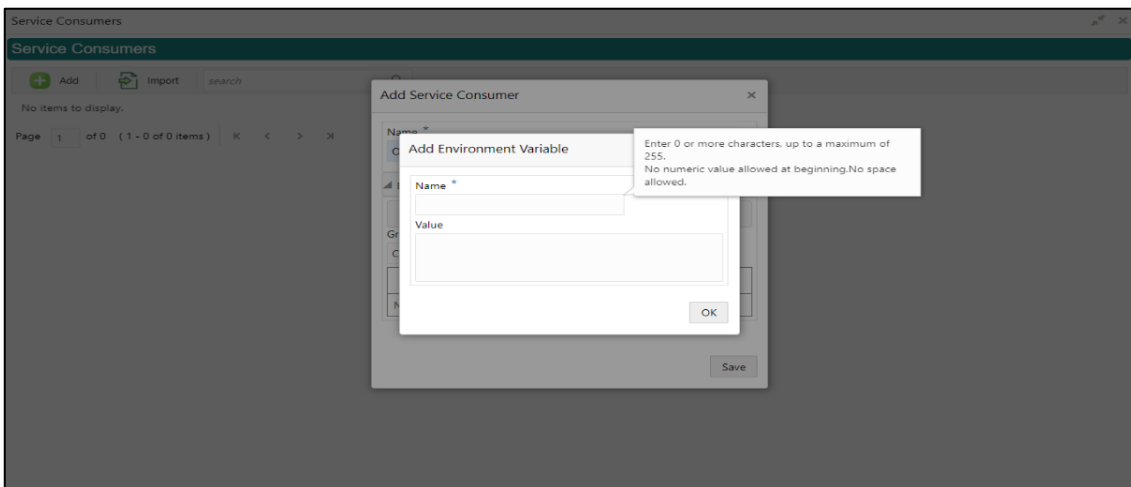 Service Consumers
Service Consumers
Add Import search
No items to display.
Page 1 of 0 (1 - 0 of 0 items) K < > >|
Add Service Consumer ×
Name *
Add Environment Variable
Enter 0 or more characters, up to a maximum of
255.
No numeric value allowed at beginning.No space
allowed.
Name *
Value
Gr
C
N
OK
Save